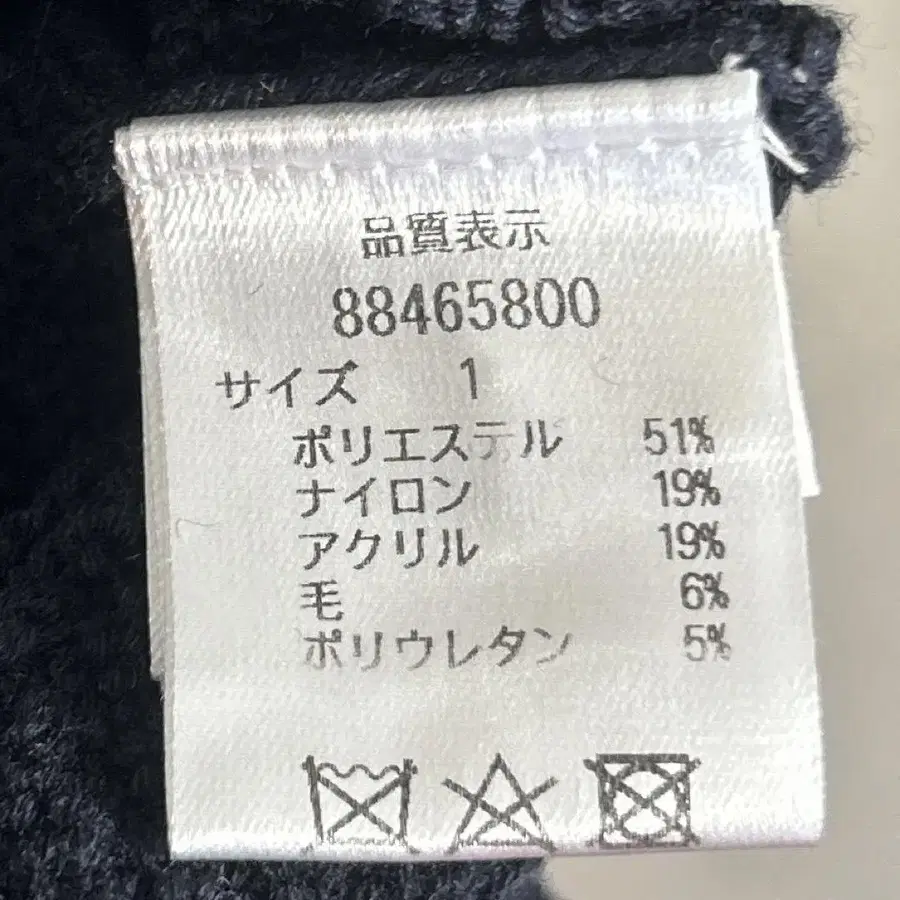 品質表示
88465800
サイズ 1
ポリエステル 51%
ナイロン 19%
アクリル 19%
毛 6%
ポリウレタン 5%